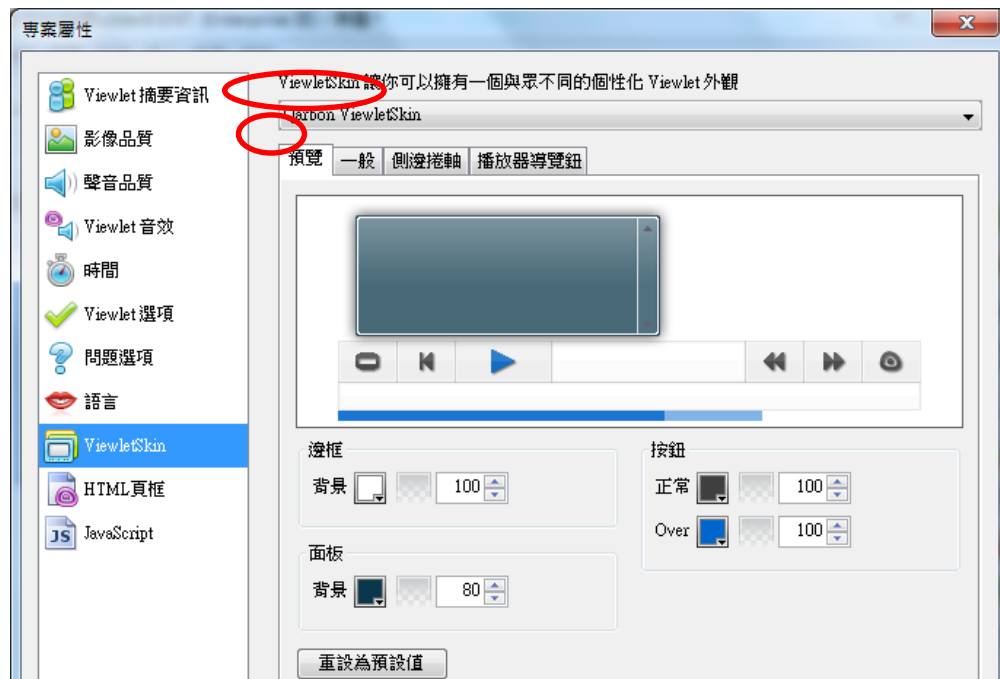 專案屬性
Viewlet 摘要資訊
影像品質
聲音品質
Viewlet 音效
時間
Viewlet 選項
問題選項
語言
ViewletSkin
HTML頁框
JavaScript
JS
ViewletSkin 讓你可以擁有一個與眾不同的個性化 Viewlet 外觀
Carbon ViewletSkin
預覽 一般 側邊捲軸 播放器導覽鈕
邊框
背景 100
面板
背景 80
按鈕
正常 100
Over 100
重設為預設值